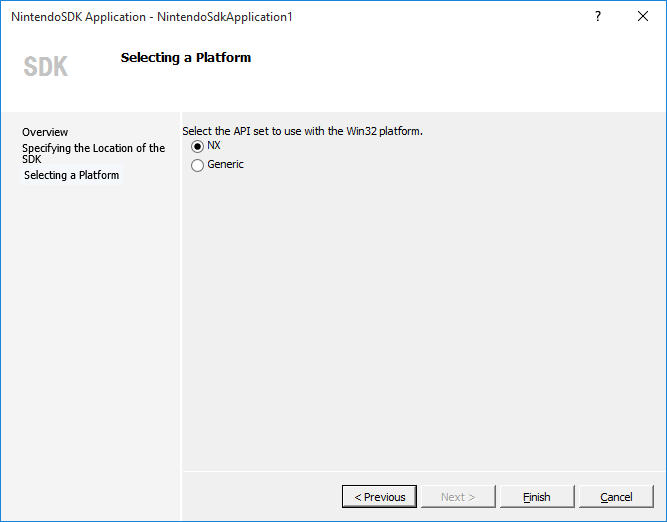 NintendoSDK Application - NintendoSdkApplication1
?
SDK
Selecting a Platform
Overview
Specifying the Location of the
SDK
Selecting a Platform
Select the API set to use with the Win32 platform.
NX
Generic
< Previous
Next >
Finish
Cancel